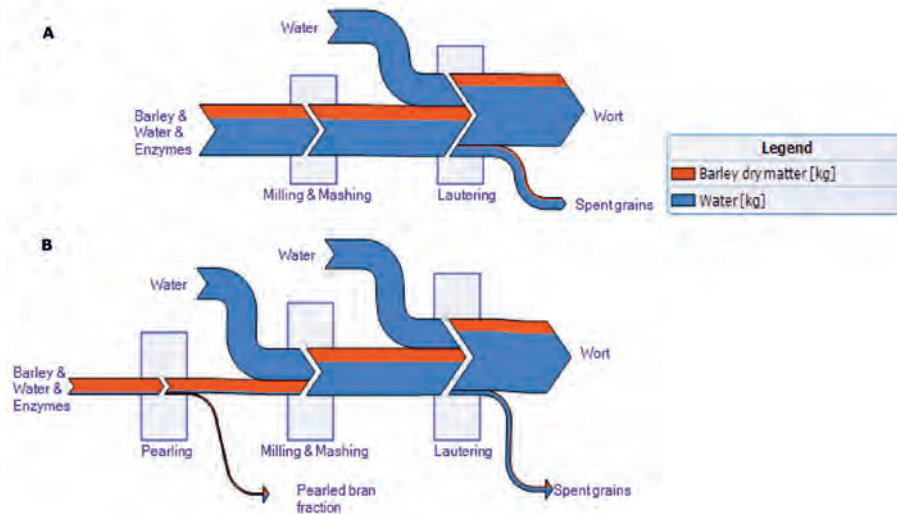 A
Water
Barley &
Water &
Enzymes
Wort
Milling & Mashing
Lautering
Spent grains
Legend
Barley dry matter [kg]
Water [kg]
B
Water
Water
Barley &
Water &
Enzymes
Wort
Pearling
Milling & Mashing
Lautering
Pearled bran
fraction
Spent grains